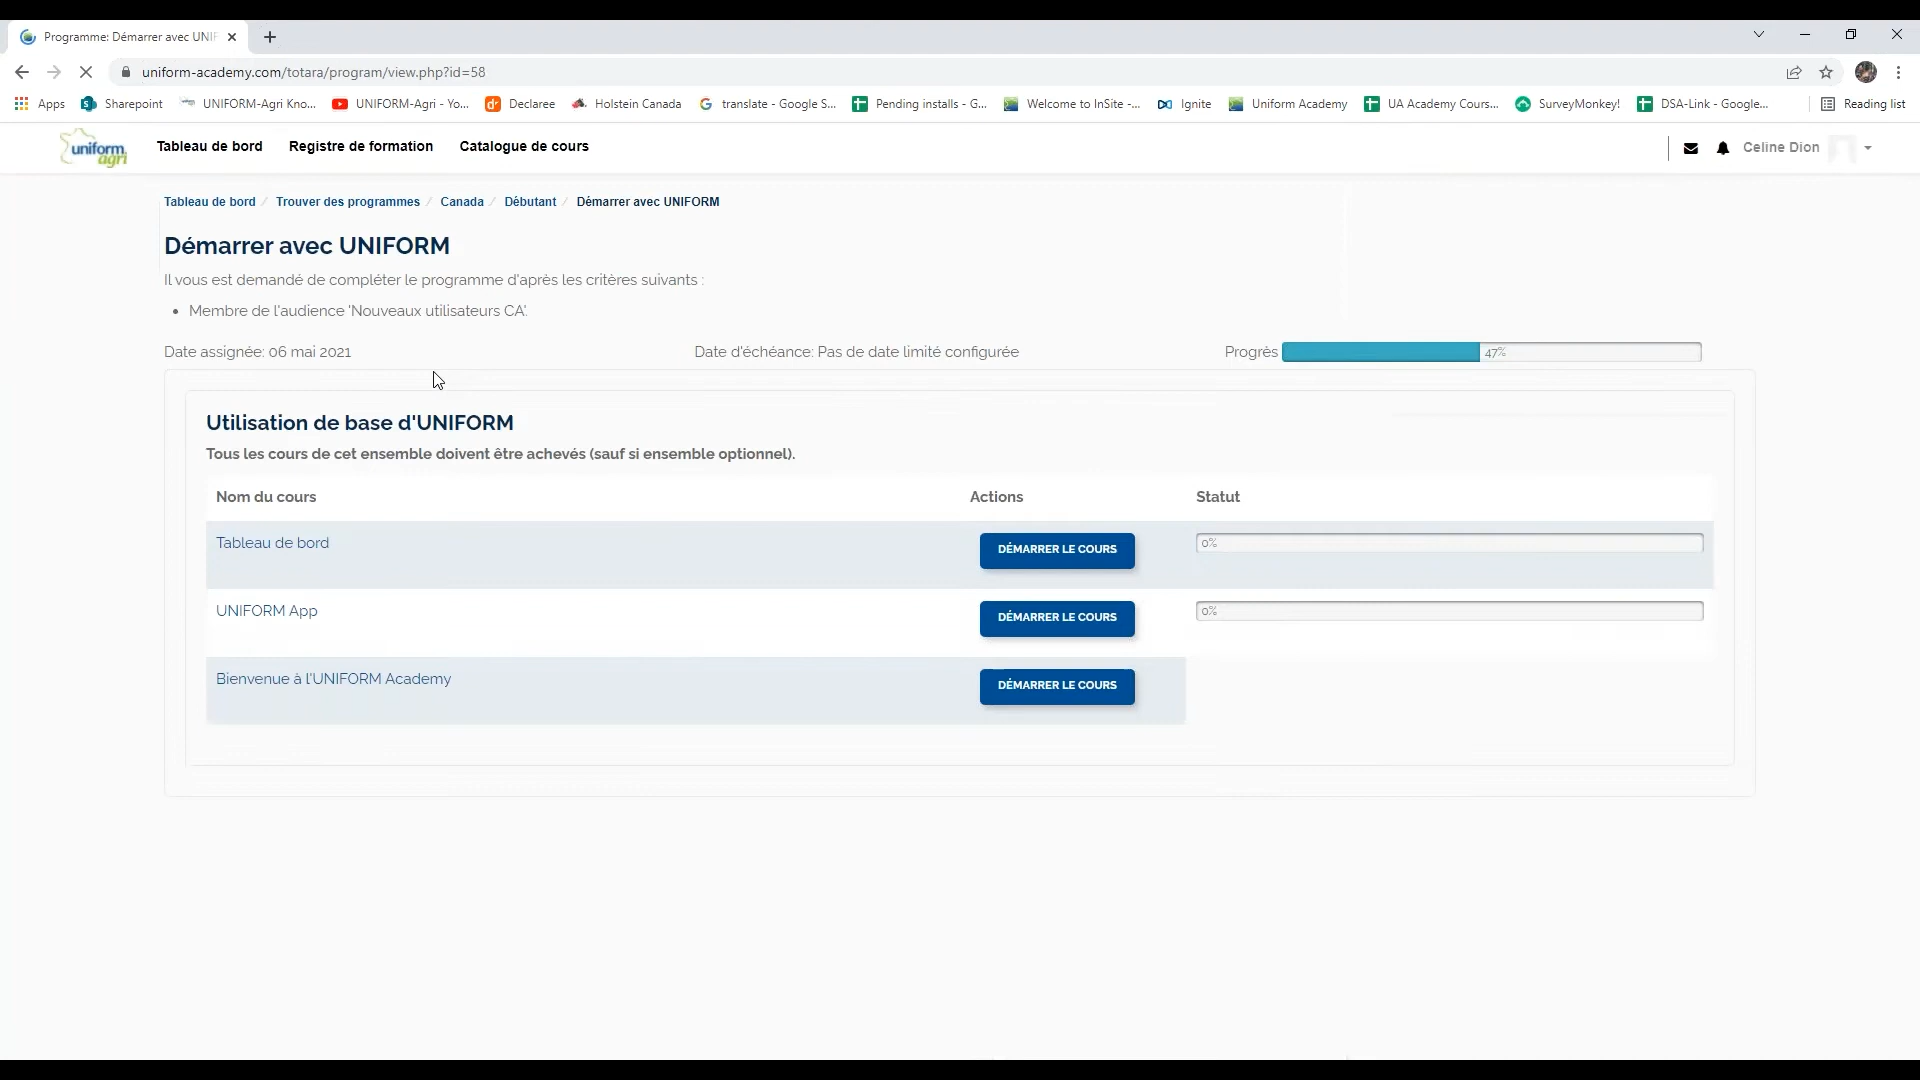 Programme: Démarrer avec UNIF
uniform-academy.com/totara/program/view.php?id=58
Apps Sharepoint UNIFORM-Agri Kno... UNIFORM-Agri - Yo... Declaree Holstein Canada translate - Google S... Pending installs - G... Welcome to InSite -... Ignite Uniform Academy UA Academy Cours... SurveyMonkey! DSA-Link - Google... Reading list
uniform agri Tableau de bord Registre de formation Catalogue de cours Celine Dion
Tableau de bord / Trouver des programmes / Canada / Débutant / Démarrer avec UNIFORM
Démarrer avec UNIFORM
Il vous est demandé de compléter le programme d'après les critères suivants :
• Membre de l'audience 'Nouveaux utilisateurs CA'.
Date assignée: 06 mai 2021 Date d'échéance: Pas de date limité configurée Progrès 47%
Utilisation de base d'UNIFORM
Tous les cours de cet ensemble doivent être achevés (sauf si ensemble optionnel).
Nom du cours Actions Statut
Tableau de bord DÉMARRER LE COURS 0%
UNIFORM App DÉMARRER LE COURS 0%
Bienvenue à l'UNIFORM Academy DÉMARRER LE COURS